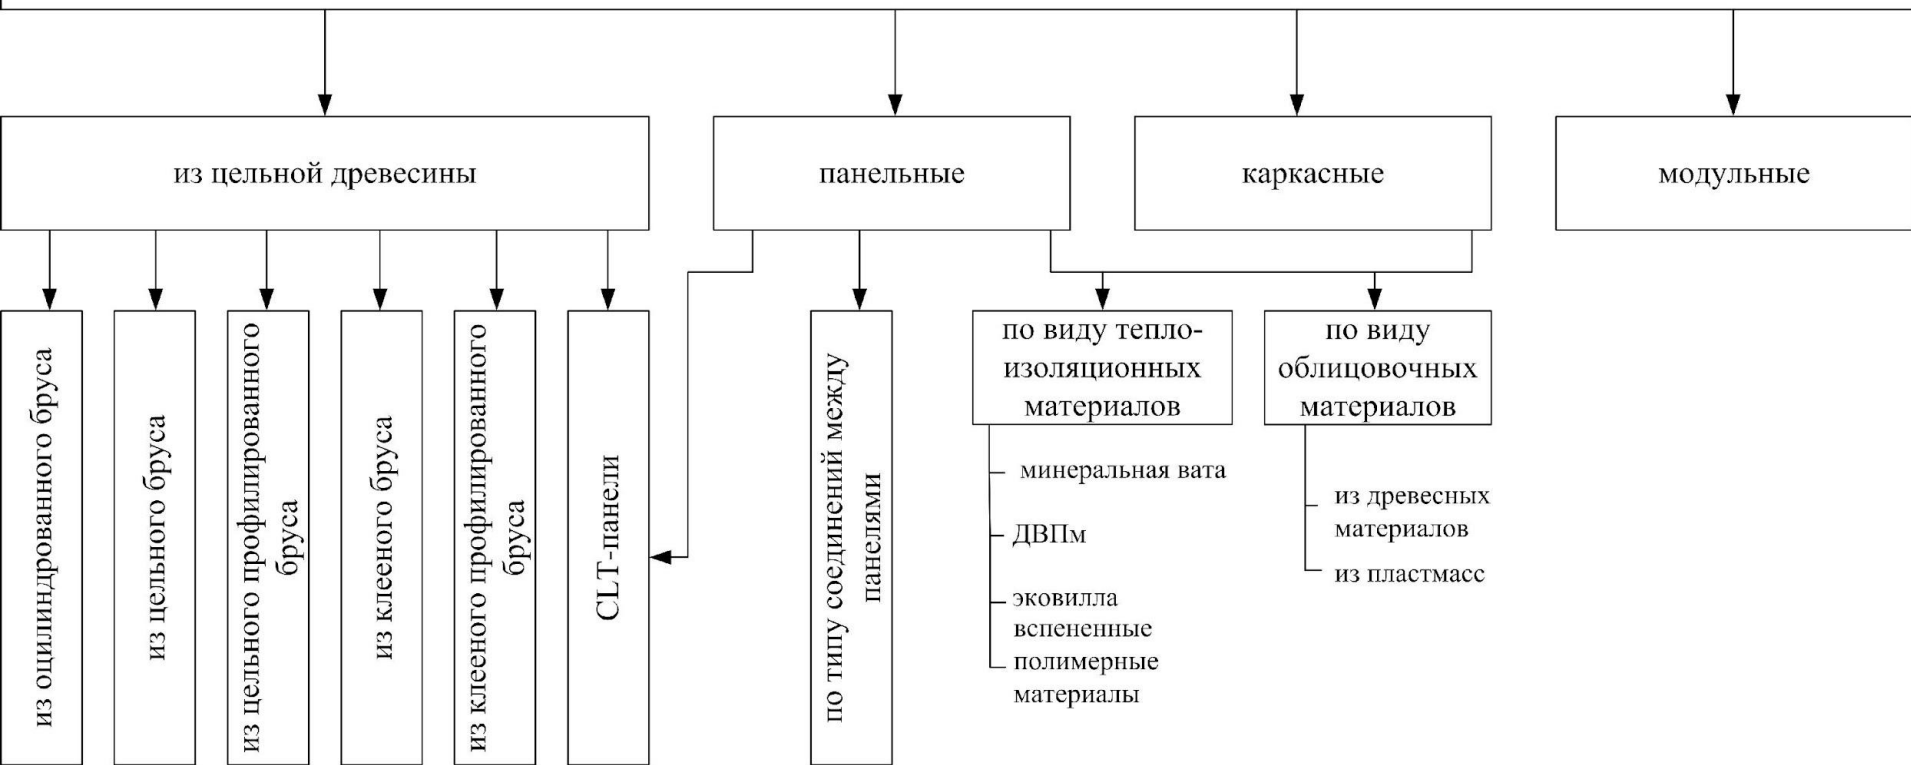 из цельной древесины
панельные
каркасные
модульные
из оцилиндрованного бруса
из цельного бруса
из цельного профилированного
бруса
из клееного бруса
из клееного профилированного
бруса
CLT-панели
по типу соединений между
панелями
по виду тепло-
изоляционных
материалов
минеральная вата
ДВПм
эковилла
вспененные
полимерные
материалы
по виду
облицовочных
материалов
из древесных
материалов
из пластмасс